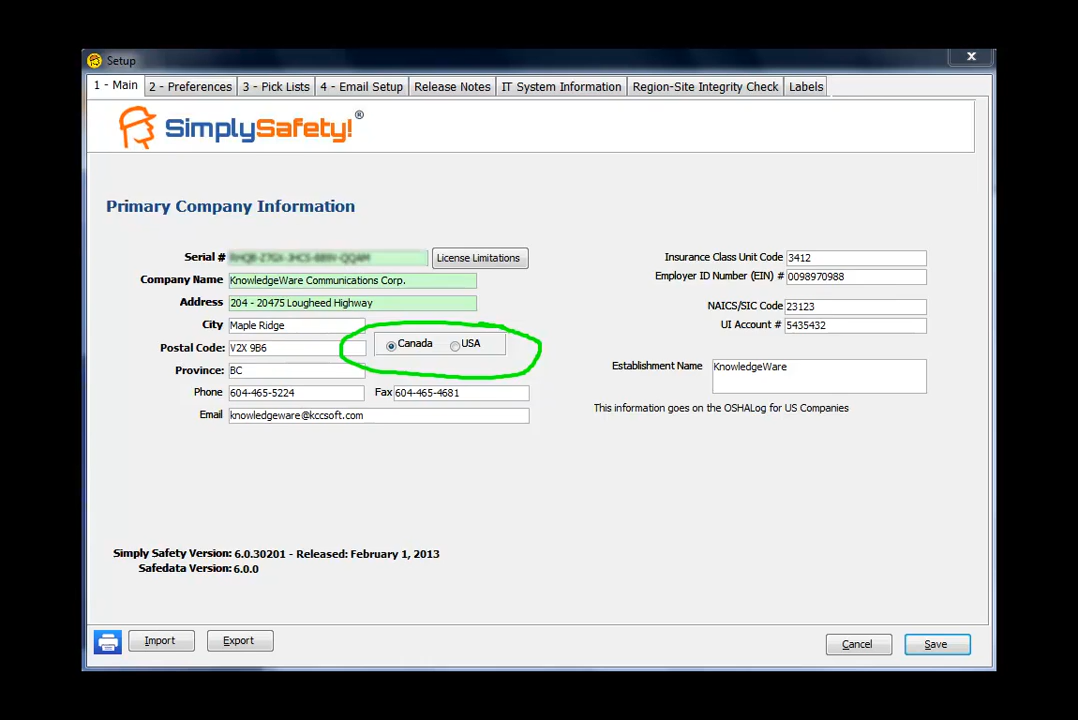 Setup
1 - Main 2 - Preferences 3 - Pick Lists 4 - Email Setup Release Notes IT System Information Region-Site Integrity Check Labels
SimplySafety!®
Primary Company Information
Serial # License Limitations
Company Name KnowledgeWare Communications Corp.
Address 204 - 20475 Lougheed Highway
City Maple Ridge
Canada USA
Postal Code: V2X 9B6
Province: BC
Phone 604-465-5224 Fax 604-465-4681
Email knowledgeware@kccsoft.com
Insurance Class Unit Code 3412
Employer ID Number (EIN) # 0098970988
NAICS/SIC Code 23123
UI Account # 5435432
Establishment Name KnowledgeWare
This information goes on the OSHALog for US Companies
Simply Safety Version: 6.0.30201 - Released: February 1, 2013
Safedata Version: 6.0.0
Import Export Cancel Save